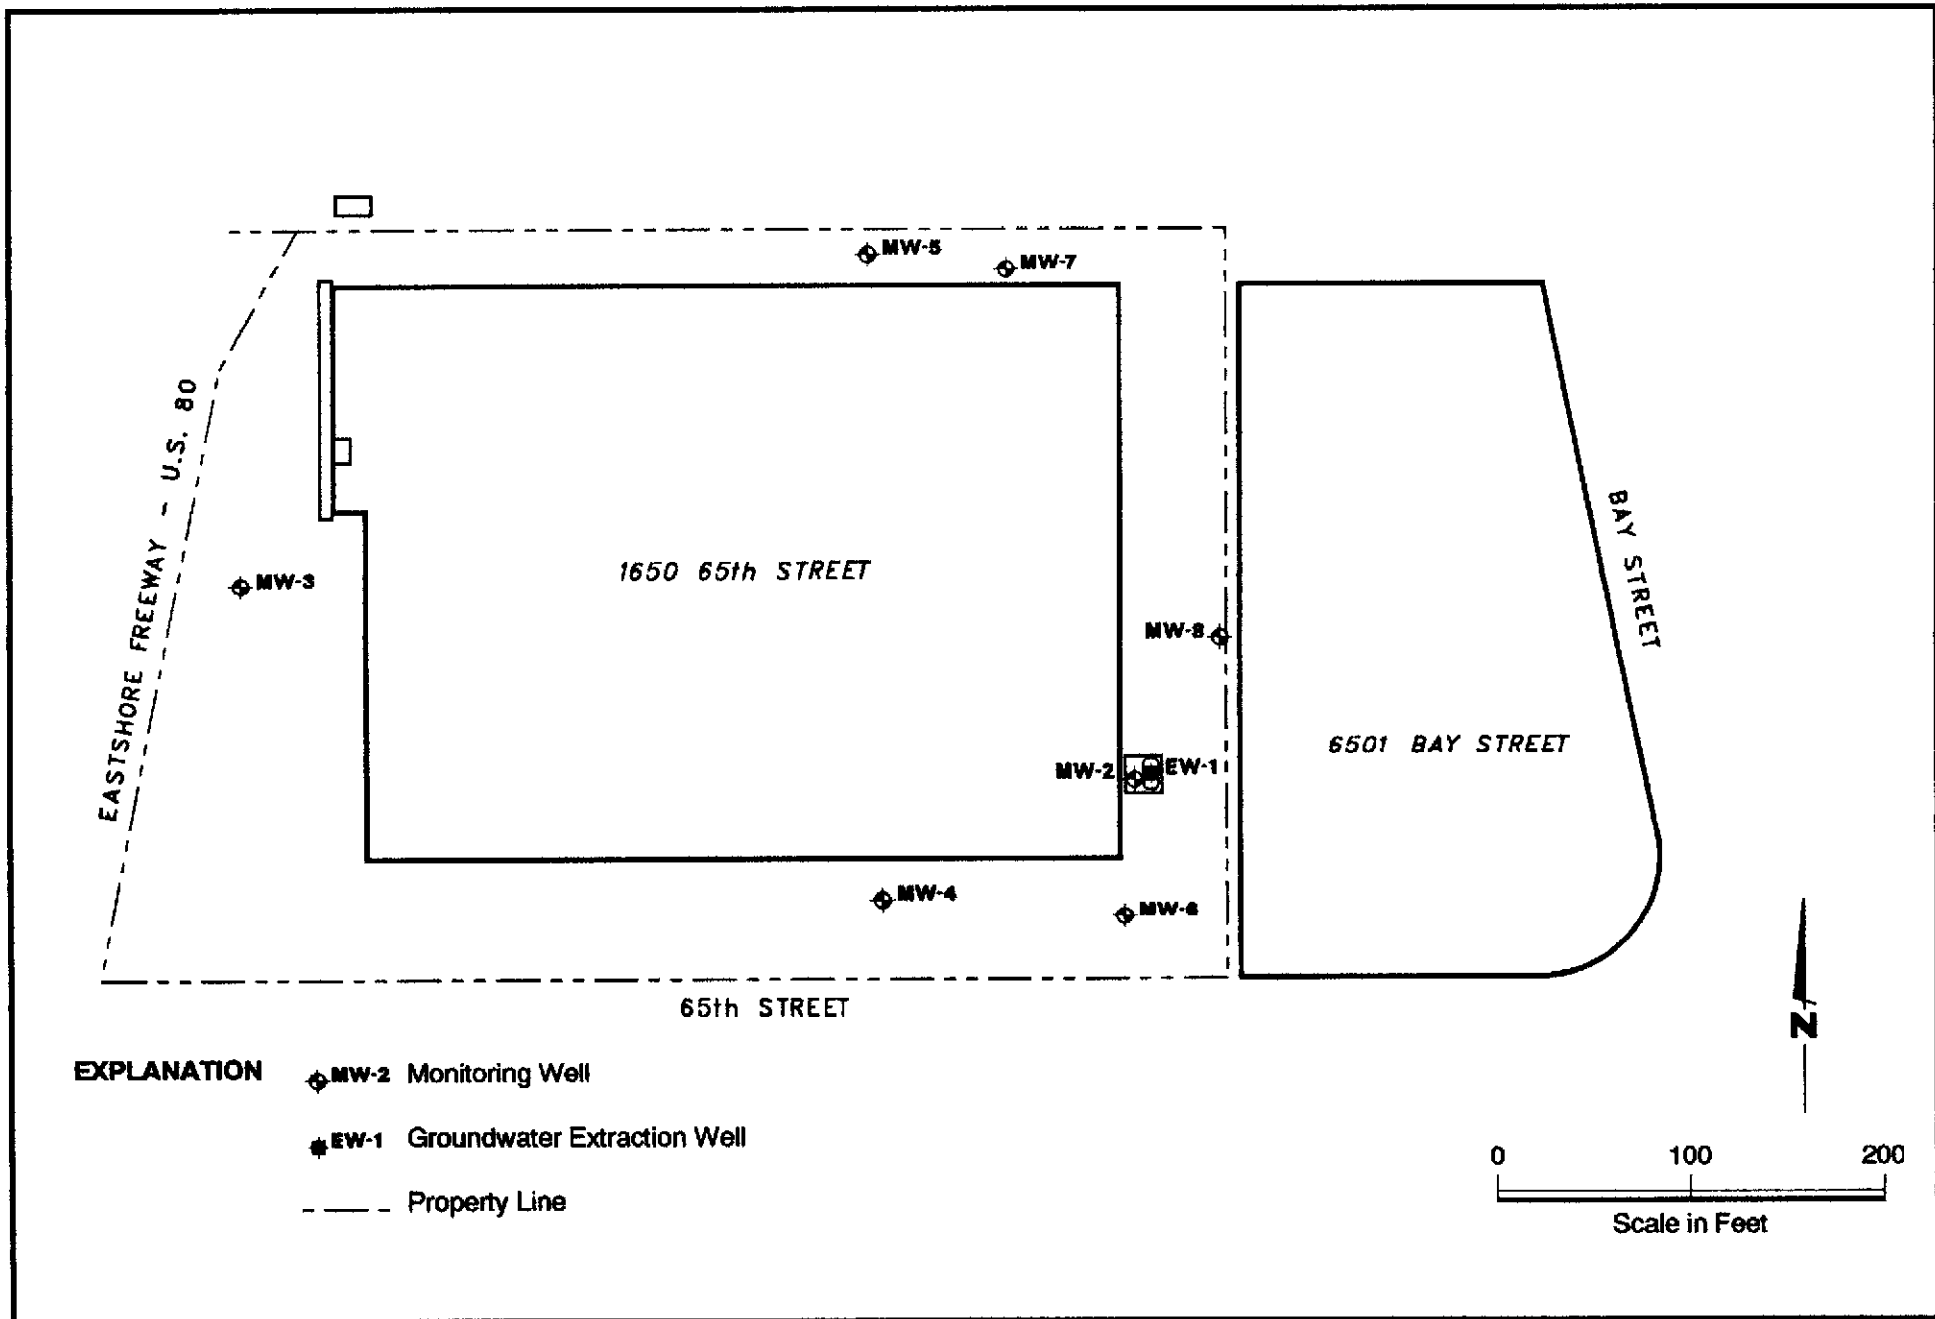 MW-5
MW-7
EASTSHORE FREEWAY - U.S. 80
MW-3
1650 65th STREET
BAY STREET
MW-8
6501 BAY STREET
MW-2
EW-1
MW-4
MW-6
65th STREET
N
EXPLANATION
MW-2 Monitoring Well
EW-1 Groundwater Extraction Well
Property Line
0 100 200
Scale in Feet